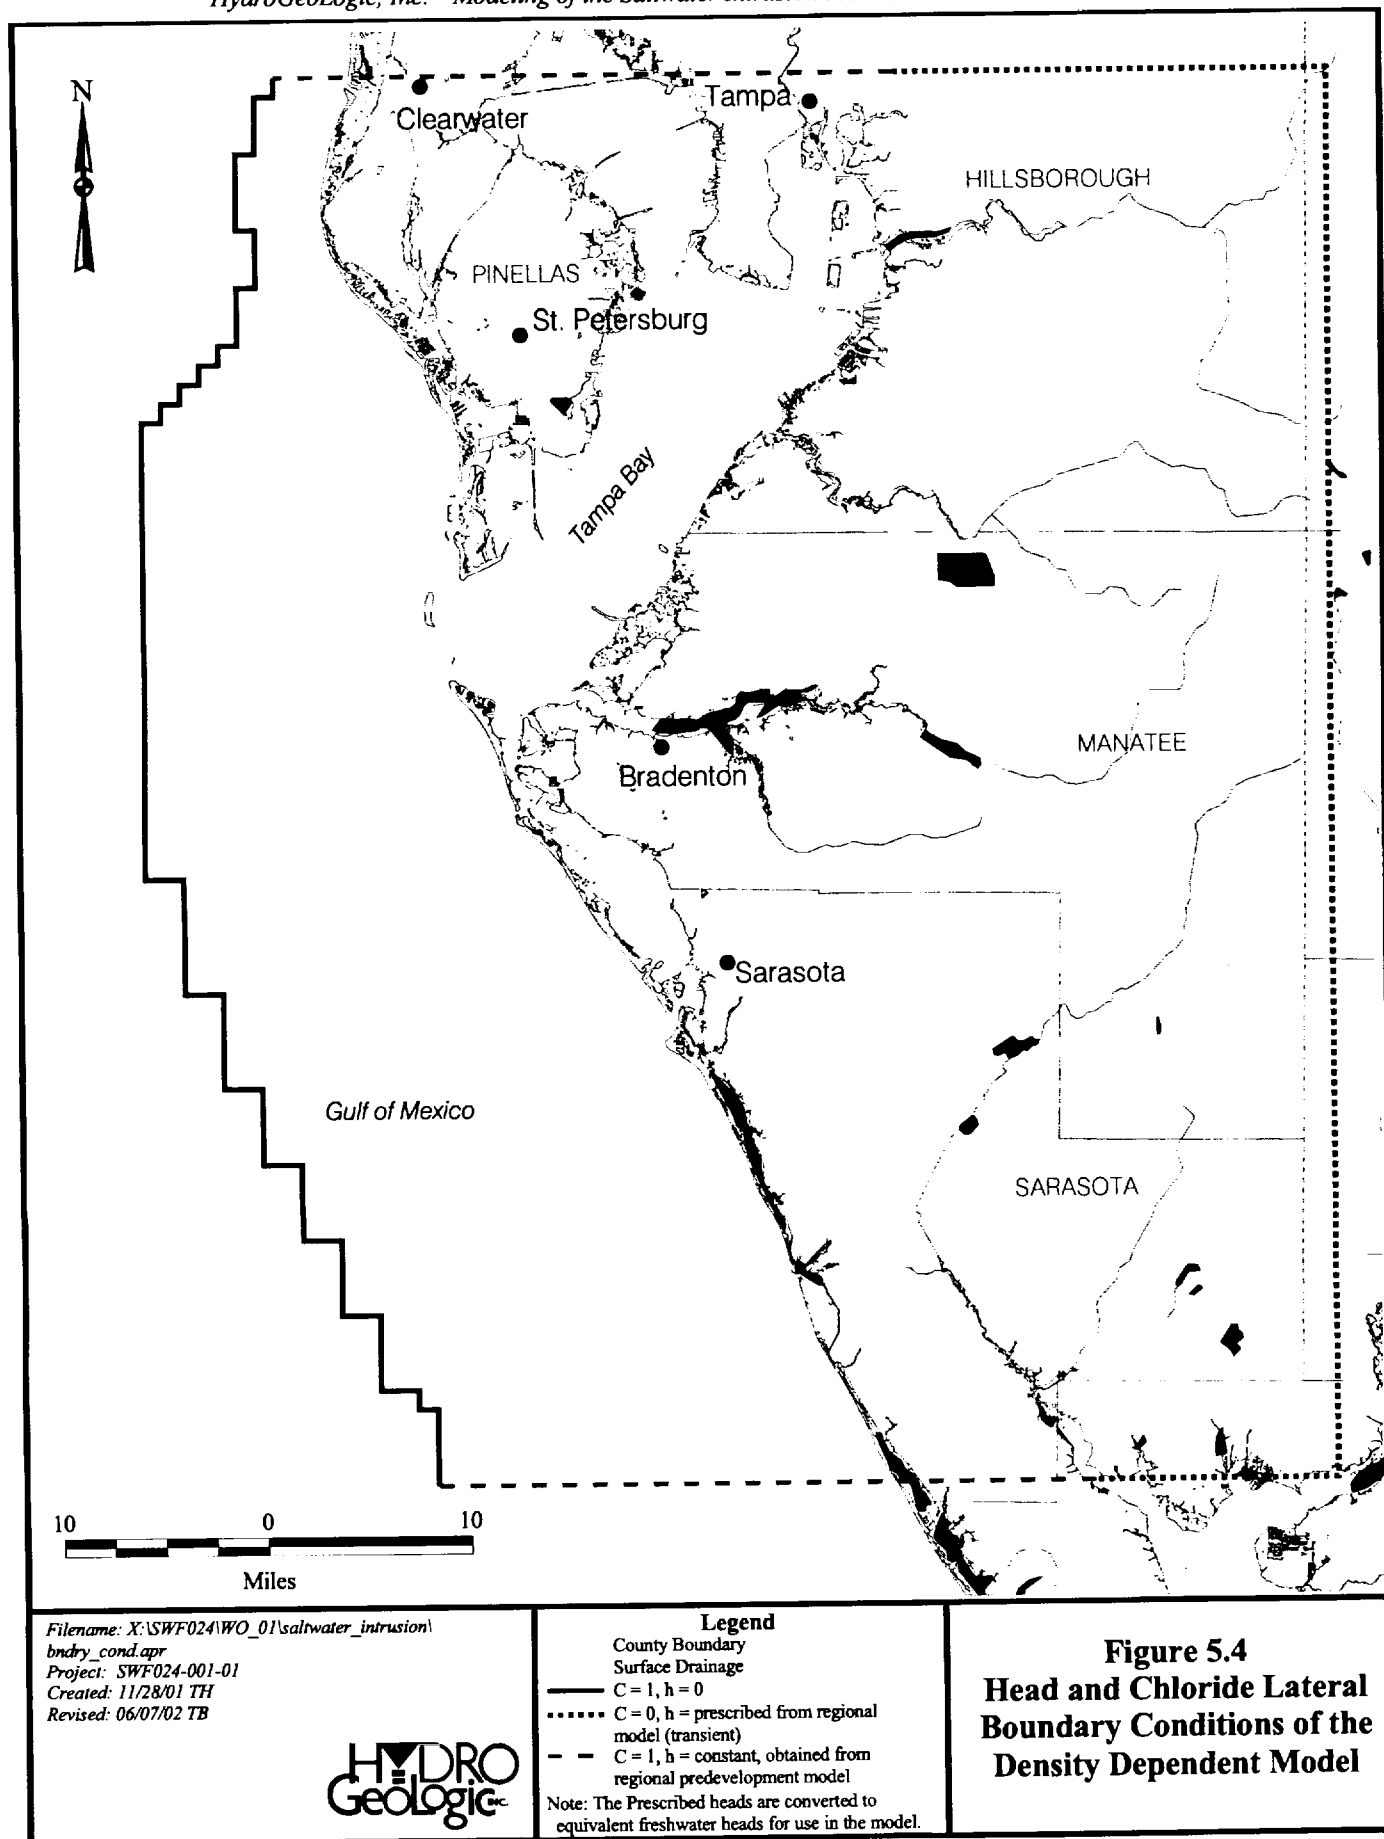 HydroGeoLogic, Inc. Modeling of the Saltwater
N
Clearwater
Tampa
HILLSBOROUGH
PINELLAS
St. Petersburg
Tampa Bay
MANATEE
Bradenton
Sarasota
Gulf of Mexico
SARASOTA
10 0 10
Miles
Filename: X:\SWF024\WO_01\saltwater_intrusion\
bndry_cond.apr
Project: SWF024-001-01
Created: 11/28/01 TH
Revised: 06/07/02 TB
HYDRO
GeoLogic INC.
Legend
County Boundary
Surface Drainage
C = 1, h = 0
C = 0, h = prescribed from regional
model (transient)
C = 1, h = constant, obtained from
regional predevelopment model
Note: The Prescribed heads are converted to
equivalent freshwater heads for use in the model.
Figure 5.4
Head and Chloride Lateral
Boundary Conditions of the
Density Dependent Model